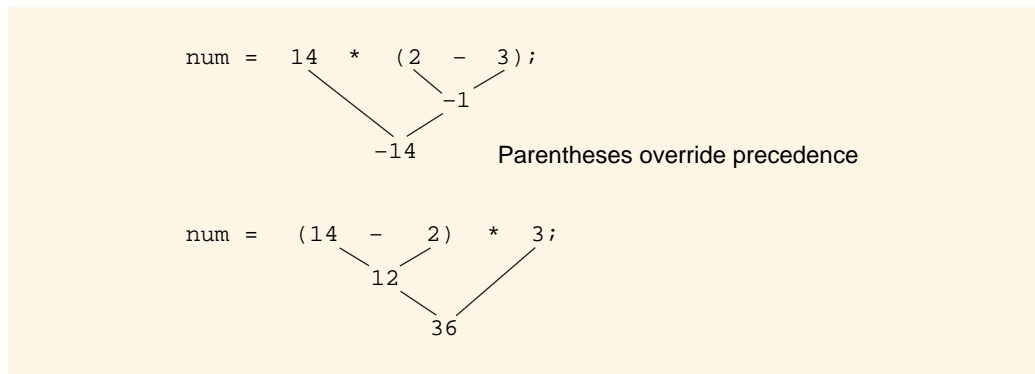 num = 14 * (2 – 3);
–1
–14 Parentheses override precedence
num = (14 – 2) * 3;
12
36